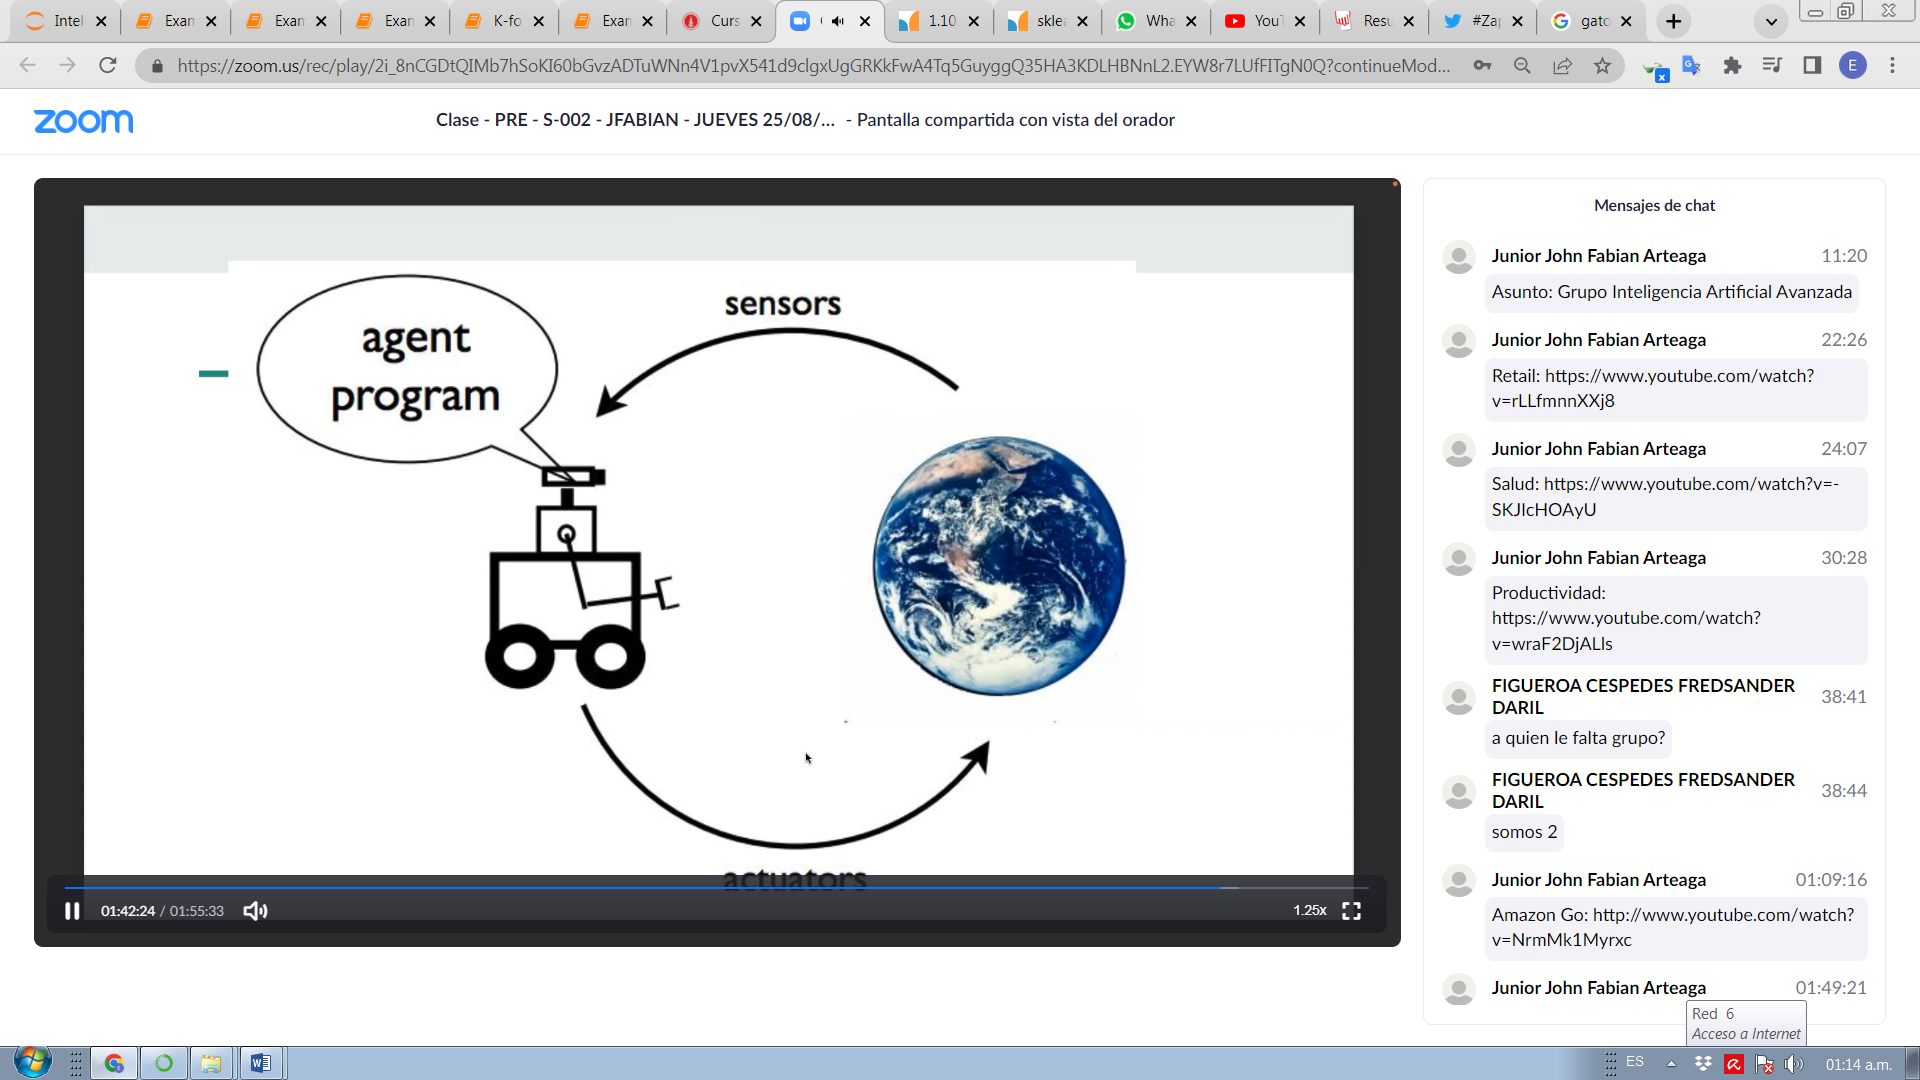 Intel
Exan
Exan
Exan
K-fo
Exan
Curs
1.10
sklea
Wha
YouT
Resu
#Zap
gato
https://zoom.us/rec/play/2i_8nCGDtQIMb7hSoKI60bGvzADTuWNn4V1pvX541d9clgxUgGRKkFwA4Tq5GuyggQ35HA3KDLHBNnL2.EYW8r7LUfFITgN0Q?continueMod...
E
zoom
Clase - PRE - S-002 - JFABIAN - JUEVES 25/08/... - Pantalla compartida con vista del orador
agent
program
sensors
actuators
01:42:24 / 01:55:33
1.25x
Mensajes de chat
Junior John Fabian Arteaga 11:20
Asunto: Grupo Inteligencia Artificial Avanzada
Junior John Fabian Arteaga 22:26
Retail: https://www.youtube.com/watch?
v=rLLfmnnXXj8
Junior John Fabian Arteaga 24:07
Salud: https://www.youtube.com/watch?v=-
SKJIcHOAyU
Junior John Fabian Arteaga 30:28
Productividad:
https://www.youtube.com/watch?
v=wraF2DjALls
FIGUEROA CESPEDES FREDSANDER
DARIL 38:41
a quien le falta grupo?
FIGUEROA CESPEDES FREDSANDER
DARIL 38:44
somos 2
Junior John Fabian Arteaga 01:09:16
Amazon Go: http://www.youtube.com/watch?
v=NrmMk1Myrxc
Junior John Fabian Arteaga 01:49:21
Red 6
Acceso a Internet
ES
01:14 a.m.